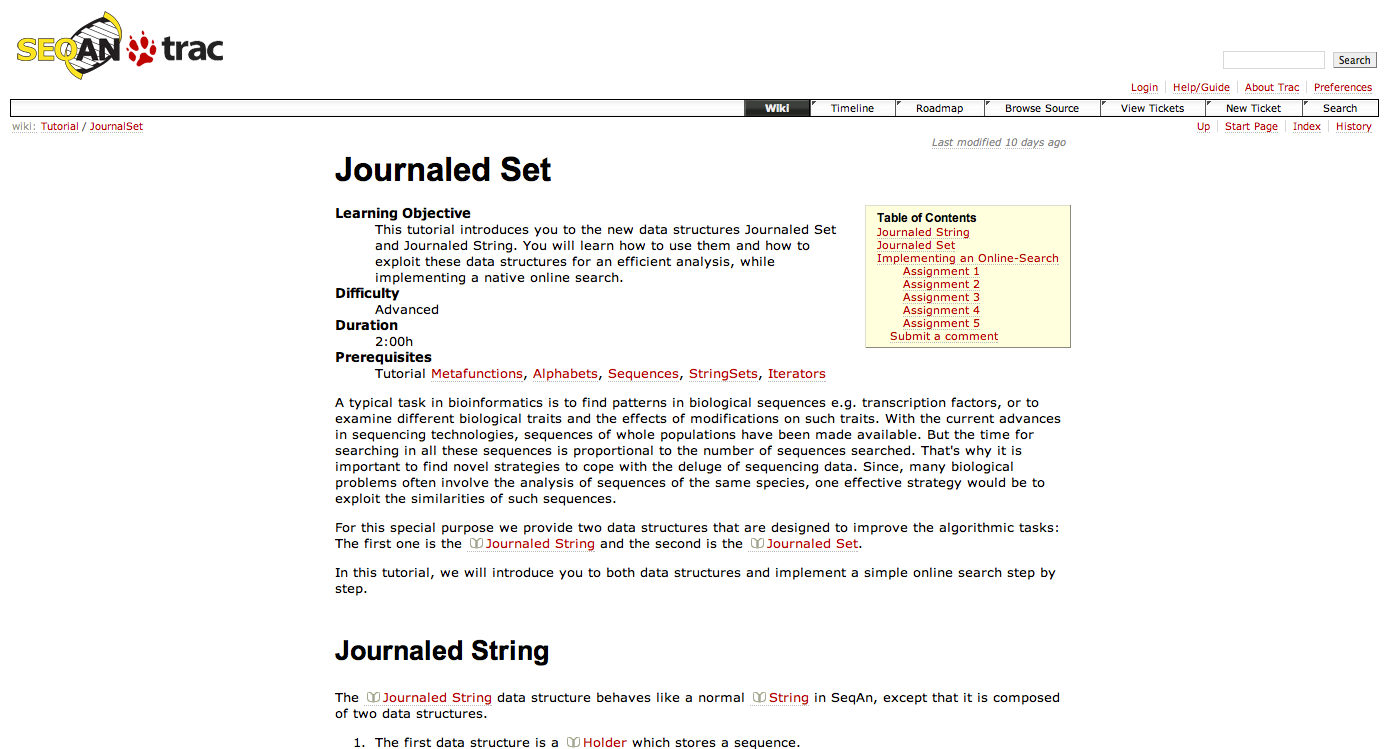 SEQAN trac
Search
Login Help/Guide About Trac Preferences
Wiki Timeline Roadmap Browse Source View Tickets New Ticket Search
wiki: Tutorial / JournalSet Up Start Page Index History
Last modified 10 days ago
Journaled Set
Learning Objective
This tutorial introduces you to the new data structures Journaled Set
and Journaled String. You will learn how to use them and how to
exploit these data structures for an efficient analysis, while
implementing a native online search.
Difficulty
Advanced
Duration
2:00h
Prerequisites
Tutorial Metafunctions, Alphabets, Sequences, StringSets, Iterators
Table of Contents
Journaled String
Journaled Set
Implementing an Online-Search
Assignment 1
Assignment 2
Assignment 3
Assignment 4
Assignment 5
Submit a comment
A typical task in bioinformatics is to find patterns in biological sequences e.g. transcription factors, or to
examine different biological traits and the effects of modifications on such traits. With the current advances
in sequencing technologies, sequences of whole populations have been made available. But the time for
searching in all these sequences is proportional to the number of sequences searched. That's why it is
important to find novel strategies to cope with the deluge of sequencing data. Since, many biological
problems often involve the analysis of sequences of the same species, one effective strategy would be to
exploit the similarities of such sequences.
For this special purpose we provide two data structures that are designed to improve the algorithmic tasks:
The first one is the Journaled String and the second is the Journaled Set.
In this tutorial, we will introduce you to both data structures and implement a simple online search step by
step.
Journaled String
The Journaled String data structure behaves like a normal String in SeqAn, except that it is composed
of two data structures.
1. The first data structure is a Holder which stores a sequence.